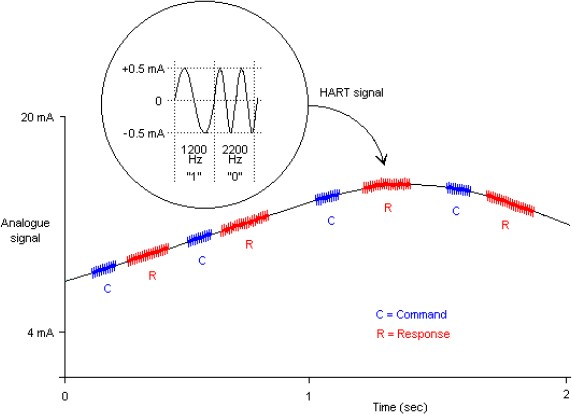 +0.5 mA
0
-0.5 mA
1200
Hz
"1"
2200
Hz
"0"
HART signal
20 mA
Analogue
signal
4 mA
C
R
C
R
C
R
C
R
C = Command
R = Response
0
1
2
Time (sec)